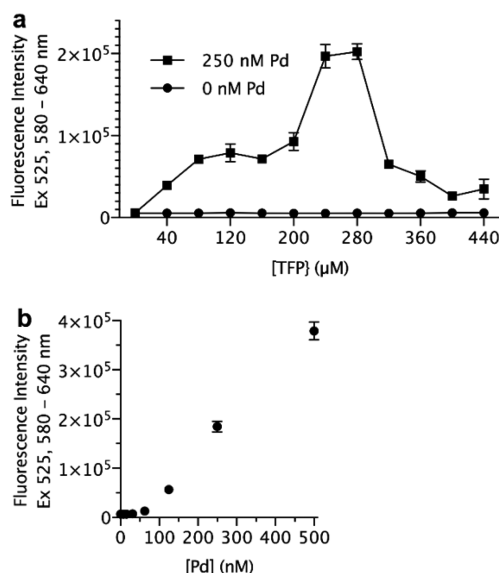 a
Fluorescence Intensity
Ex 525, 580 – 640 nm
2×10⁵
1×10⁵
0
250 nM Pd
0 nM Pd
40 120 200 280 360 440
[TFP} (µM)
b
Fluorescence Intensity
Ex 525, 580 – 640 nm
4×10⁵
3×10⁵
2×10⁵
1×10⁵
0
0 100 200 300 400 500
[Pd] (nM)